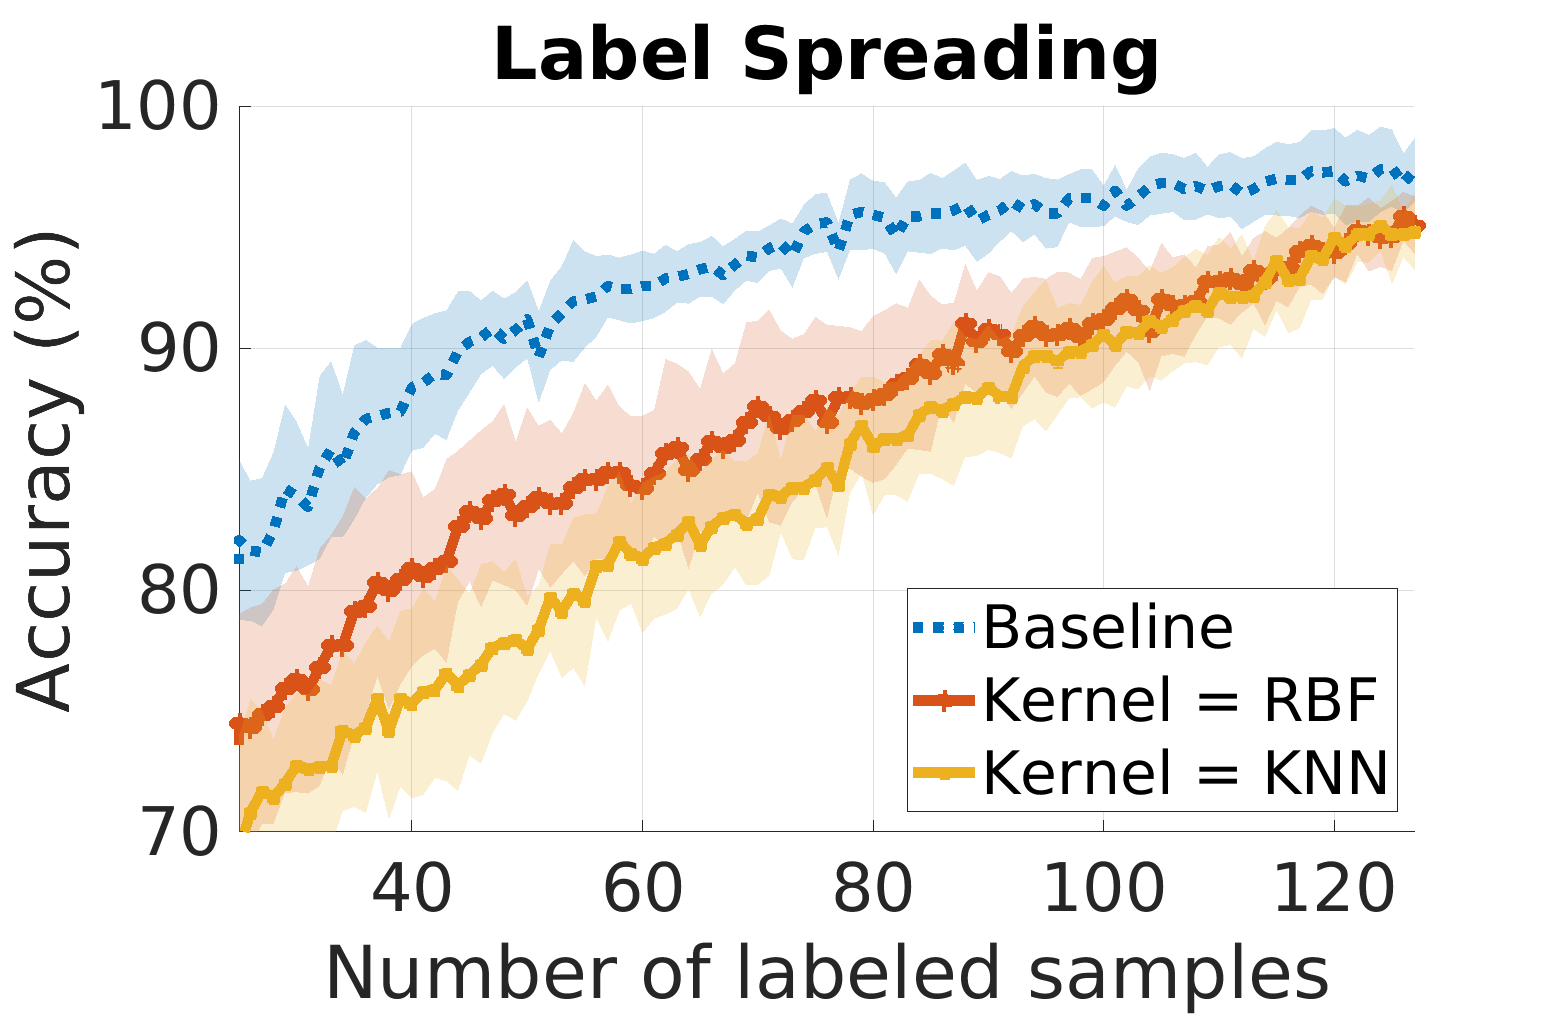 Label Spreading
Accuracy (%)
100
90
80
70
40 60 80 100 120
Number of labeled samples
Baseline
Kernel = RBF
Kernel = KNN